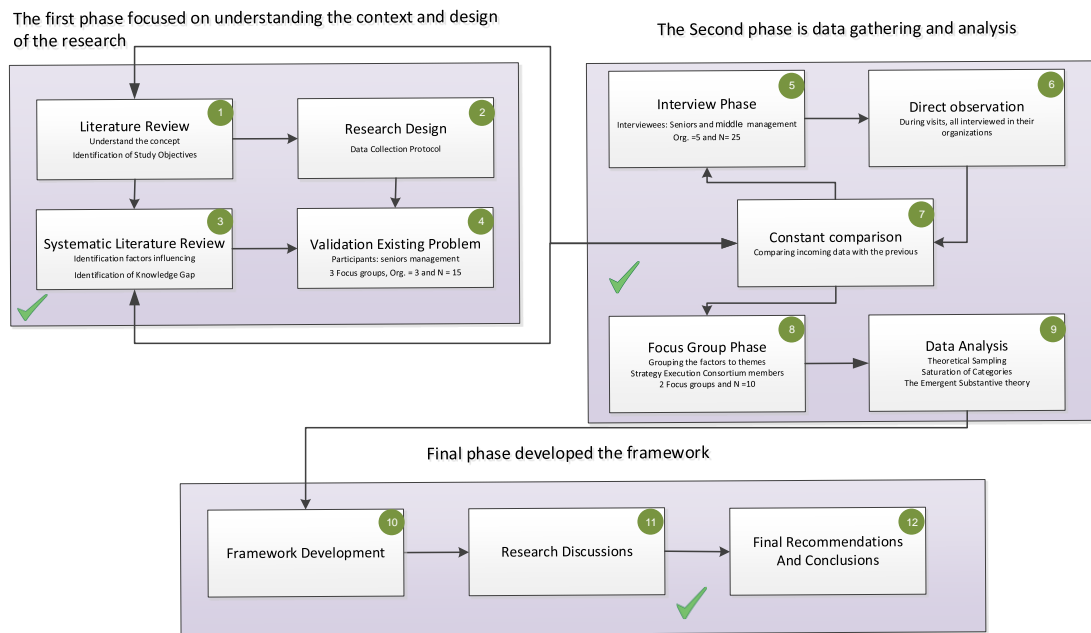 The first phase focused on understanding the context and design
of the research
1
Literature Review
Understand the concept
Identification of Study Objectives
2
Research Design
Data Collection Protocol
3
Systematic Literature Review
Identification factors influencing
Identification of Knowledge Gap
4
Validation Existing Problem
Participants: seniors management
3 Focus groups, Org. = 3 and N = 15
The Second phase is data gathering and analysis
5
Interview Phase
Interviewees: Seniors and middle management
Org. =5 and N= 25
6
Direct observation
During visits, all interviewed in their
organizations
7
Constant comparison
Comparing incoming data with the previous
8
Focus Group Phase
Grouping the factors to themes
Strategy Execution Consortium members
2 Focus groups and N =10
9
Data Analysis
Theoretical Sampling
Saturation of Categories
The Emergent Substantive theory
Final phase developed the framework
10
Framework Development
11
Research Discussions
12
Final Recommendations
And Conclusions